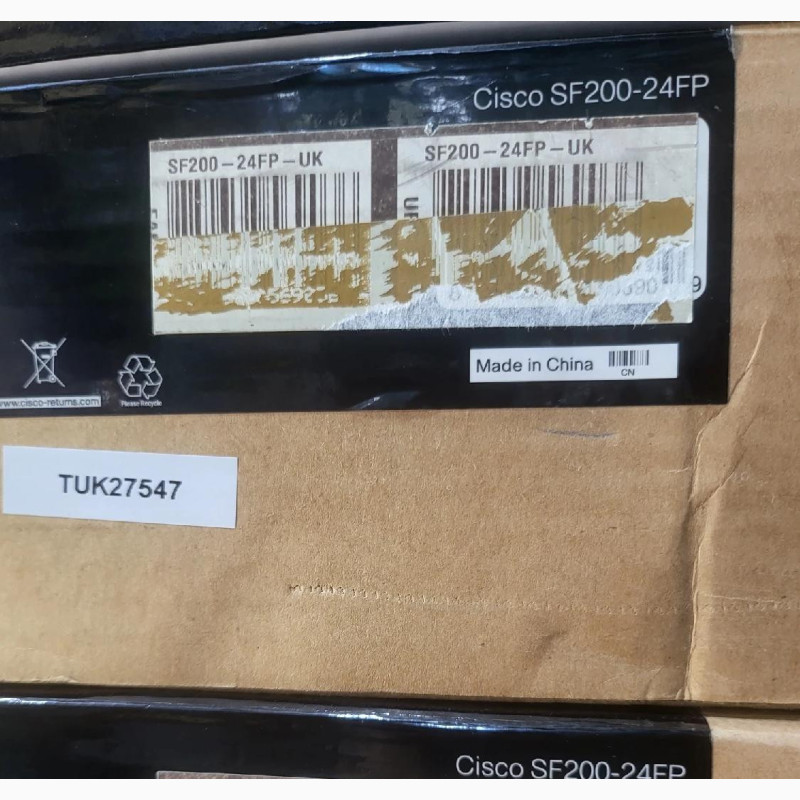 Cisco SF200-24FP
SF200-24FP-UK
SF200-24FP-UK
Made in China
CN
www.cisco-returns.com
Please Recycle
TUK27547
Cisco SF200-24FP